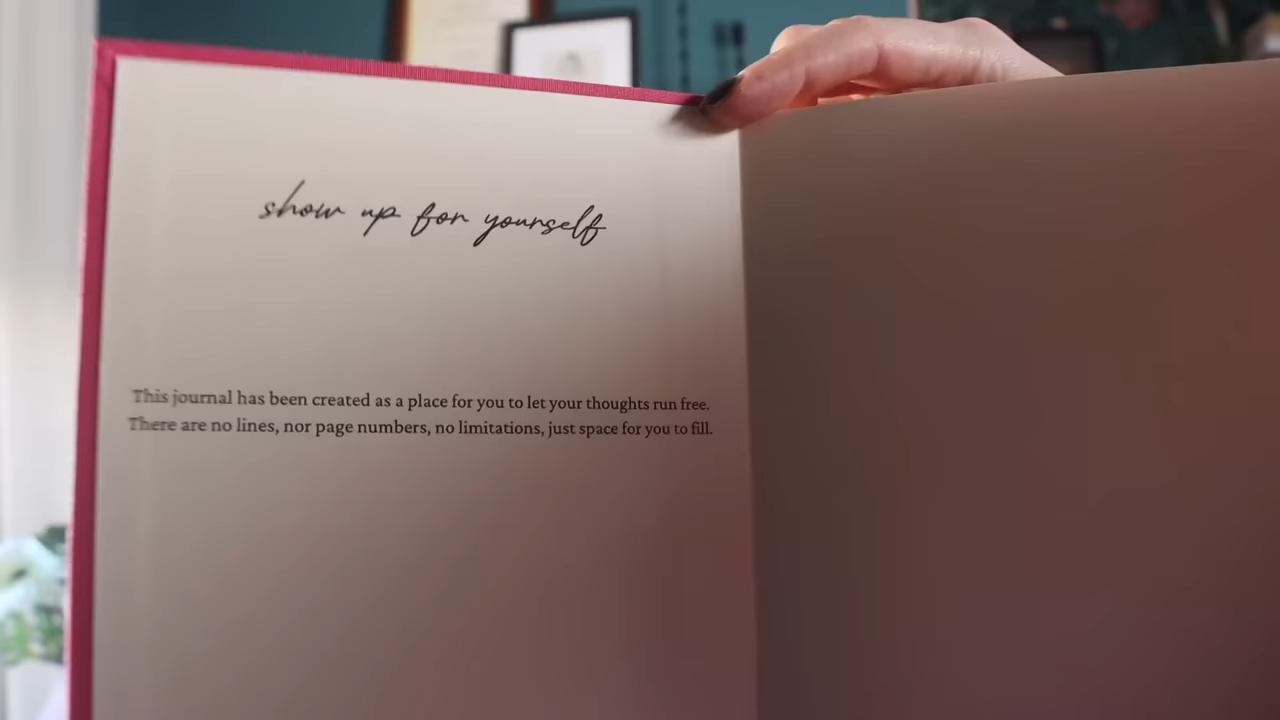 show up for yourself
This journal has been created as a place for you to let your thoughts run free.
There are no lines, nor page numbers, no limitations, just space for you to fill.